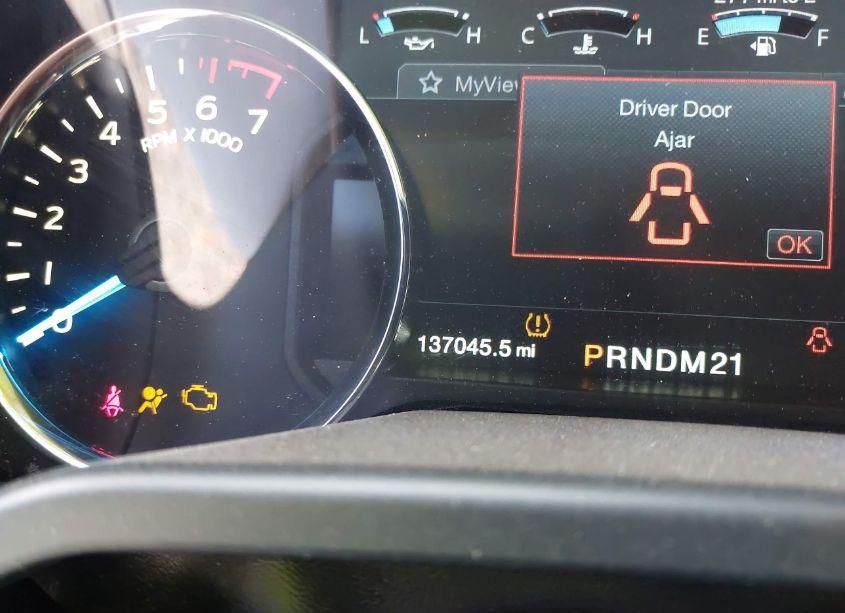 L H C H E F
MyView
Driver Door
Ajar
OK
0
1
2
3
4
5
6
7
RPM X 1000
137045.5 mi
PRNDM21